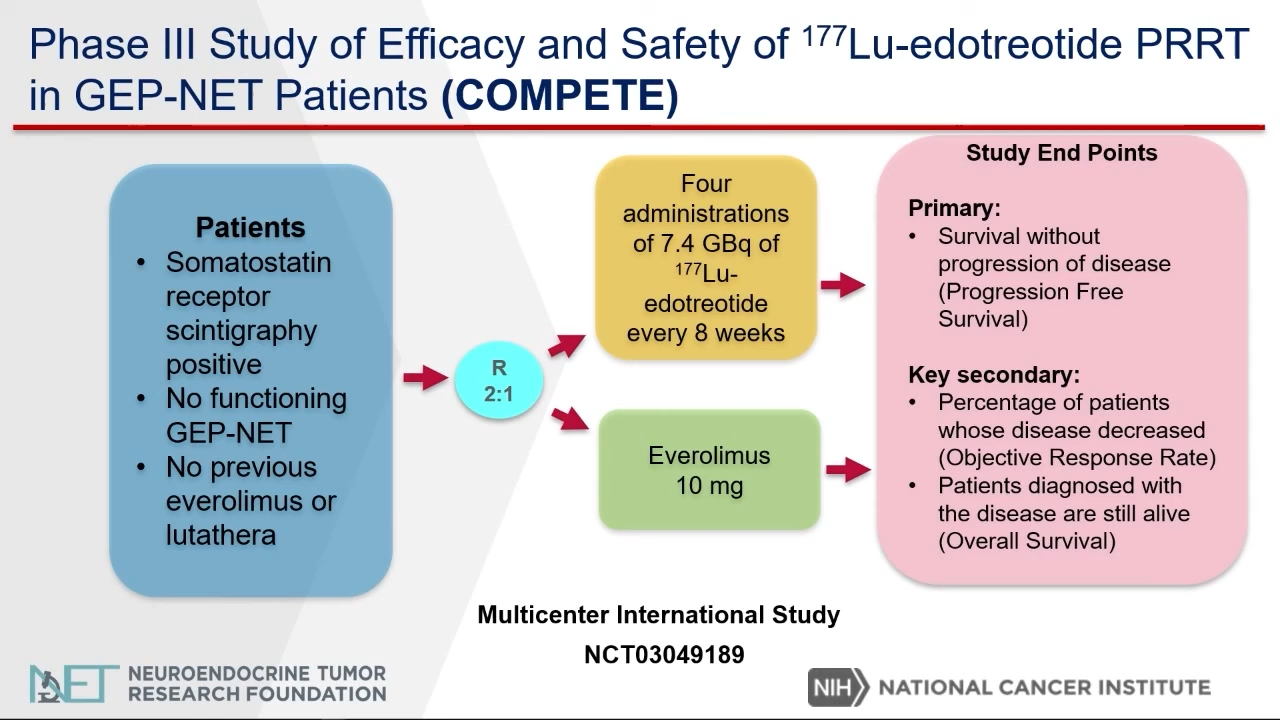 Phase III Study of Efficacy and Safety of ¹⁷⁷Lu-edotreotide PRRT
in GEP-NET Patients (COMPETE)
Patients
• Somatostatin
receptor
scintigraphy
positive
• No functioning
GEP-NET
• No previous
everolimus or
lutathera
R
2:1
Four
administrations
of 7.4 GBq of
¹⁷⁷Lu-
edotreotide
every 8 weeks
Everolimus
10 mg
Study End Points
Primary:
• Survival without
progression of disease
(Progression Free
Survival)
Key secondary:
• Percentage of patients
whose disease decreased
(Objective Response Rate)
• Patients diagnosed with
the disease are still alive
(Overall Survival)
Multicenter International Study
NCT03049189
NET NEUROENDOCRINE TUMOR
RESEARCH FOUNDATION
NIH NATIONAL CANCER INSTITUTE